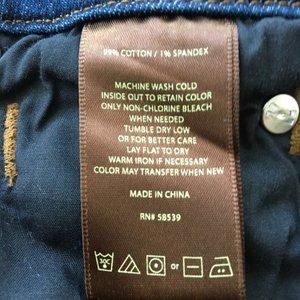 99% COTTON / 1% SPANDEX
MACHINE WASH COLD
INSIDE OUT TO RETAIN COLOR
ONLY NON-CHLORINE BLEACH
WHEN NEEDED
TUMBLE DRY LOW
OR FOR BETTER CARE
LAY FLAT TO DRY
WARM IRON IF NECESSARY
COLOR MAY TRANSFER WHEN NEW
MADE IN CHINA
RN# 58539
30C or